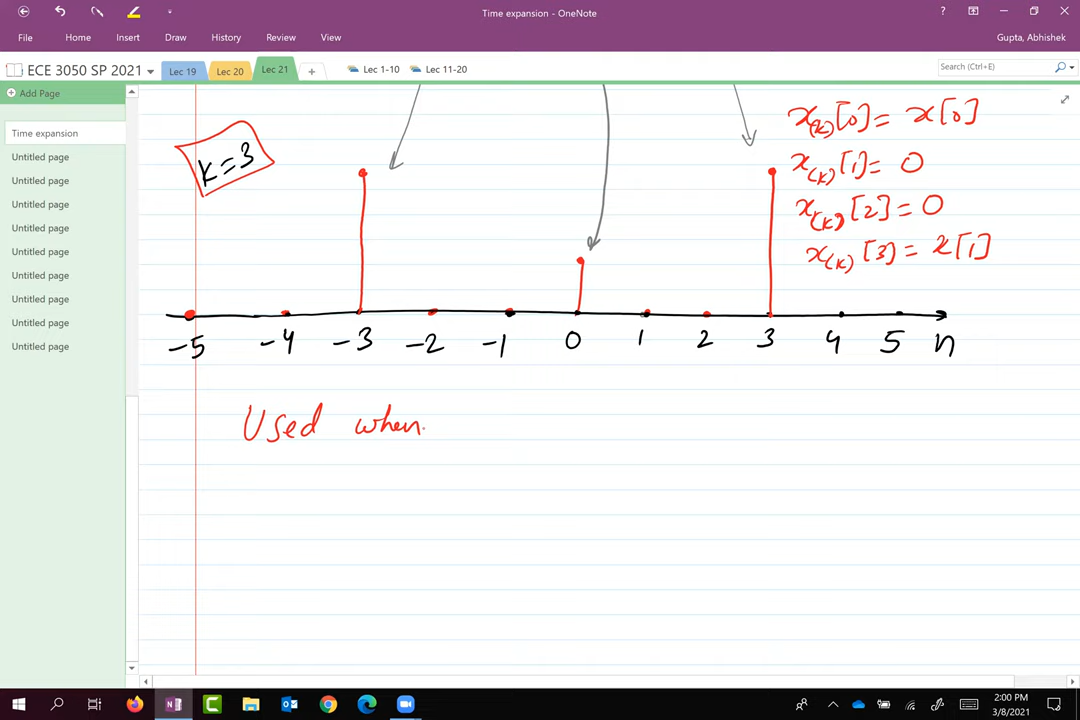 Time expansion - OneNote
?
File Home Insert Draw History Review View
Gupta, Abhishek
ECE 3050 SP 2021
Lec 19 Lec 20 Lec 21 + Lec 1-10 Lec 11-20
Search (Ctrl+E)
Add Page
Time expansion
Untitled page
Untitled page
Untitled page
Untitled page
Untitled page
Untitled page
Untitled page
Untitled page
Untitled page
K=3
x(k)[0] = x[0]
x(k)[1] = 0
x(k)[2] = 0
x(k)[3] = x[1]
-5 -4 -3 -2 -1 0 1 2 3 4 5 n
Used when
2:00 PM
3/8/2021